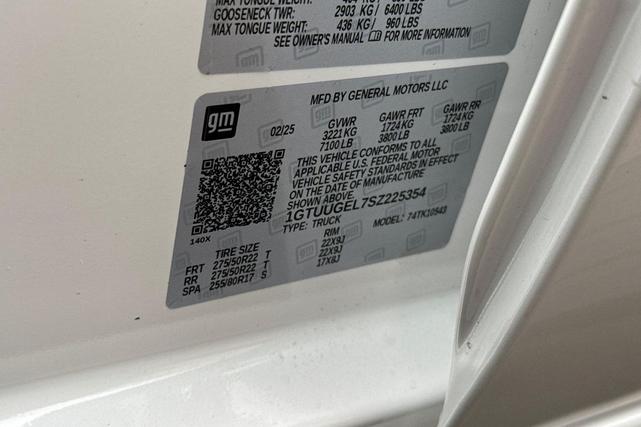 MAX TONGUE WEIGHT:
GOOSENECK TWR: 2903 KG/ 6400 LBS
MAX TONGUE WEIGHT: 436 KG/ 960 LBS
SEE OWNER'S MANUAL FOR MORE INFORMATION
gm
MFD BY GENERAL MOTORS LLC
02/25
GVWR GAWR FRT GAWR RR
3221 KG 1724 KG 1724 KG
7100 LB 3800 LB 3800 LB
THIS VEHICLE CONFORMS TO ALL
APPLICABLE U.S. FEDERAL MOTOR
VEHICLE SAFETY STANDARDS IN EFFECT
ON THE DATE OF MANUFACTURE
SHOWN ABOVE.
1GTUUGEL7SZ225354
TYPE: TRUCK MODEL: 74TK10543
140X
TIRE SIZE RIM
FRT 275/50R22 T 22X9J
RR 275/50R22 T 22X9J
SPA 255/80R17 S 17X8J